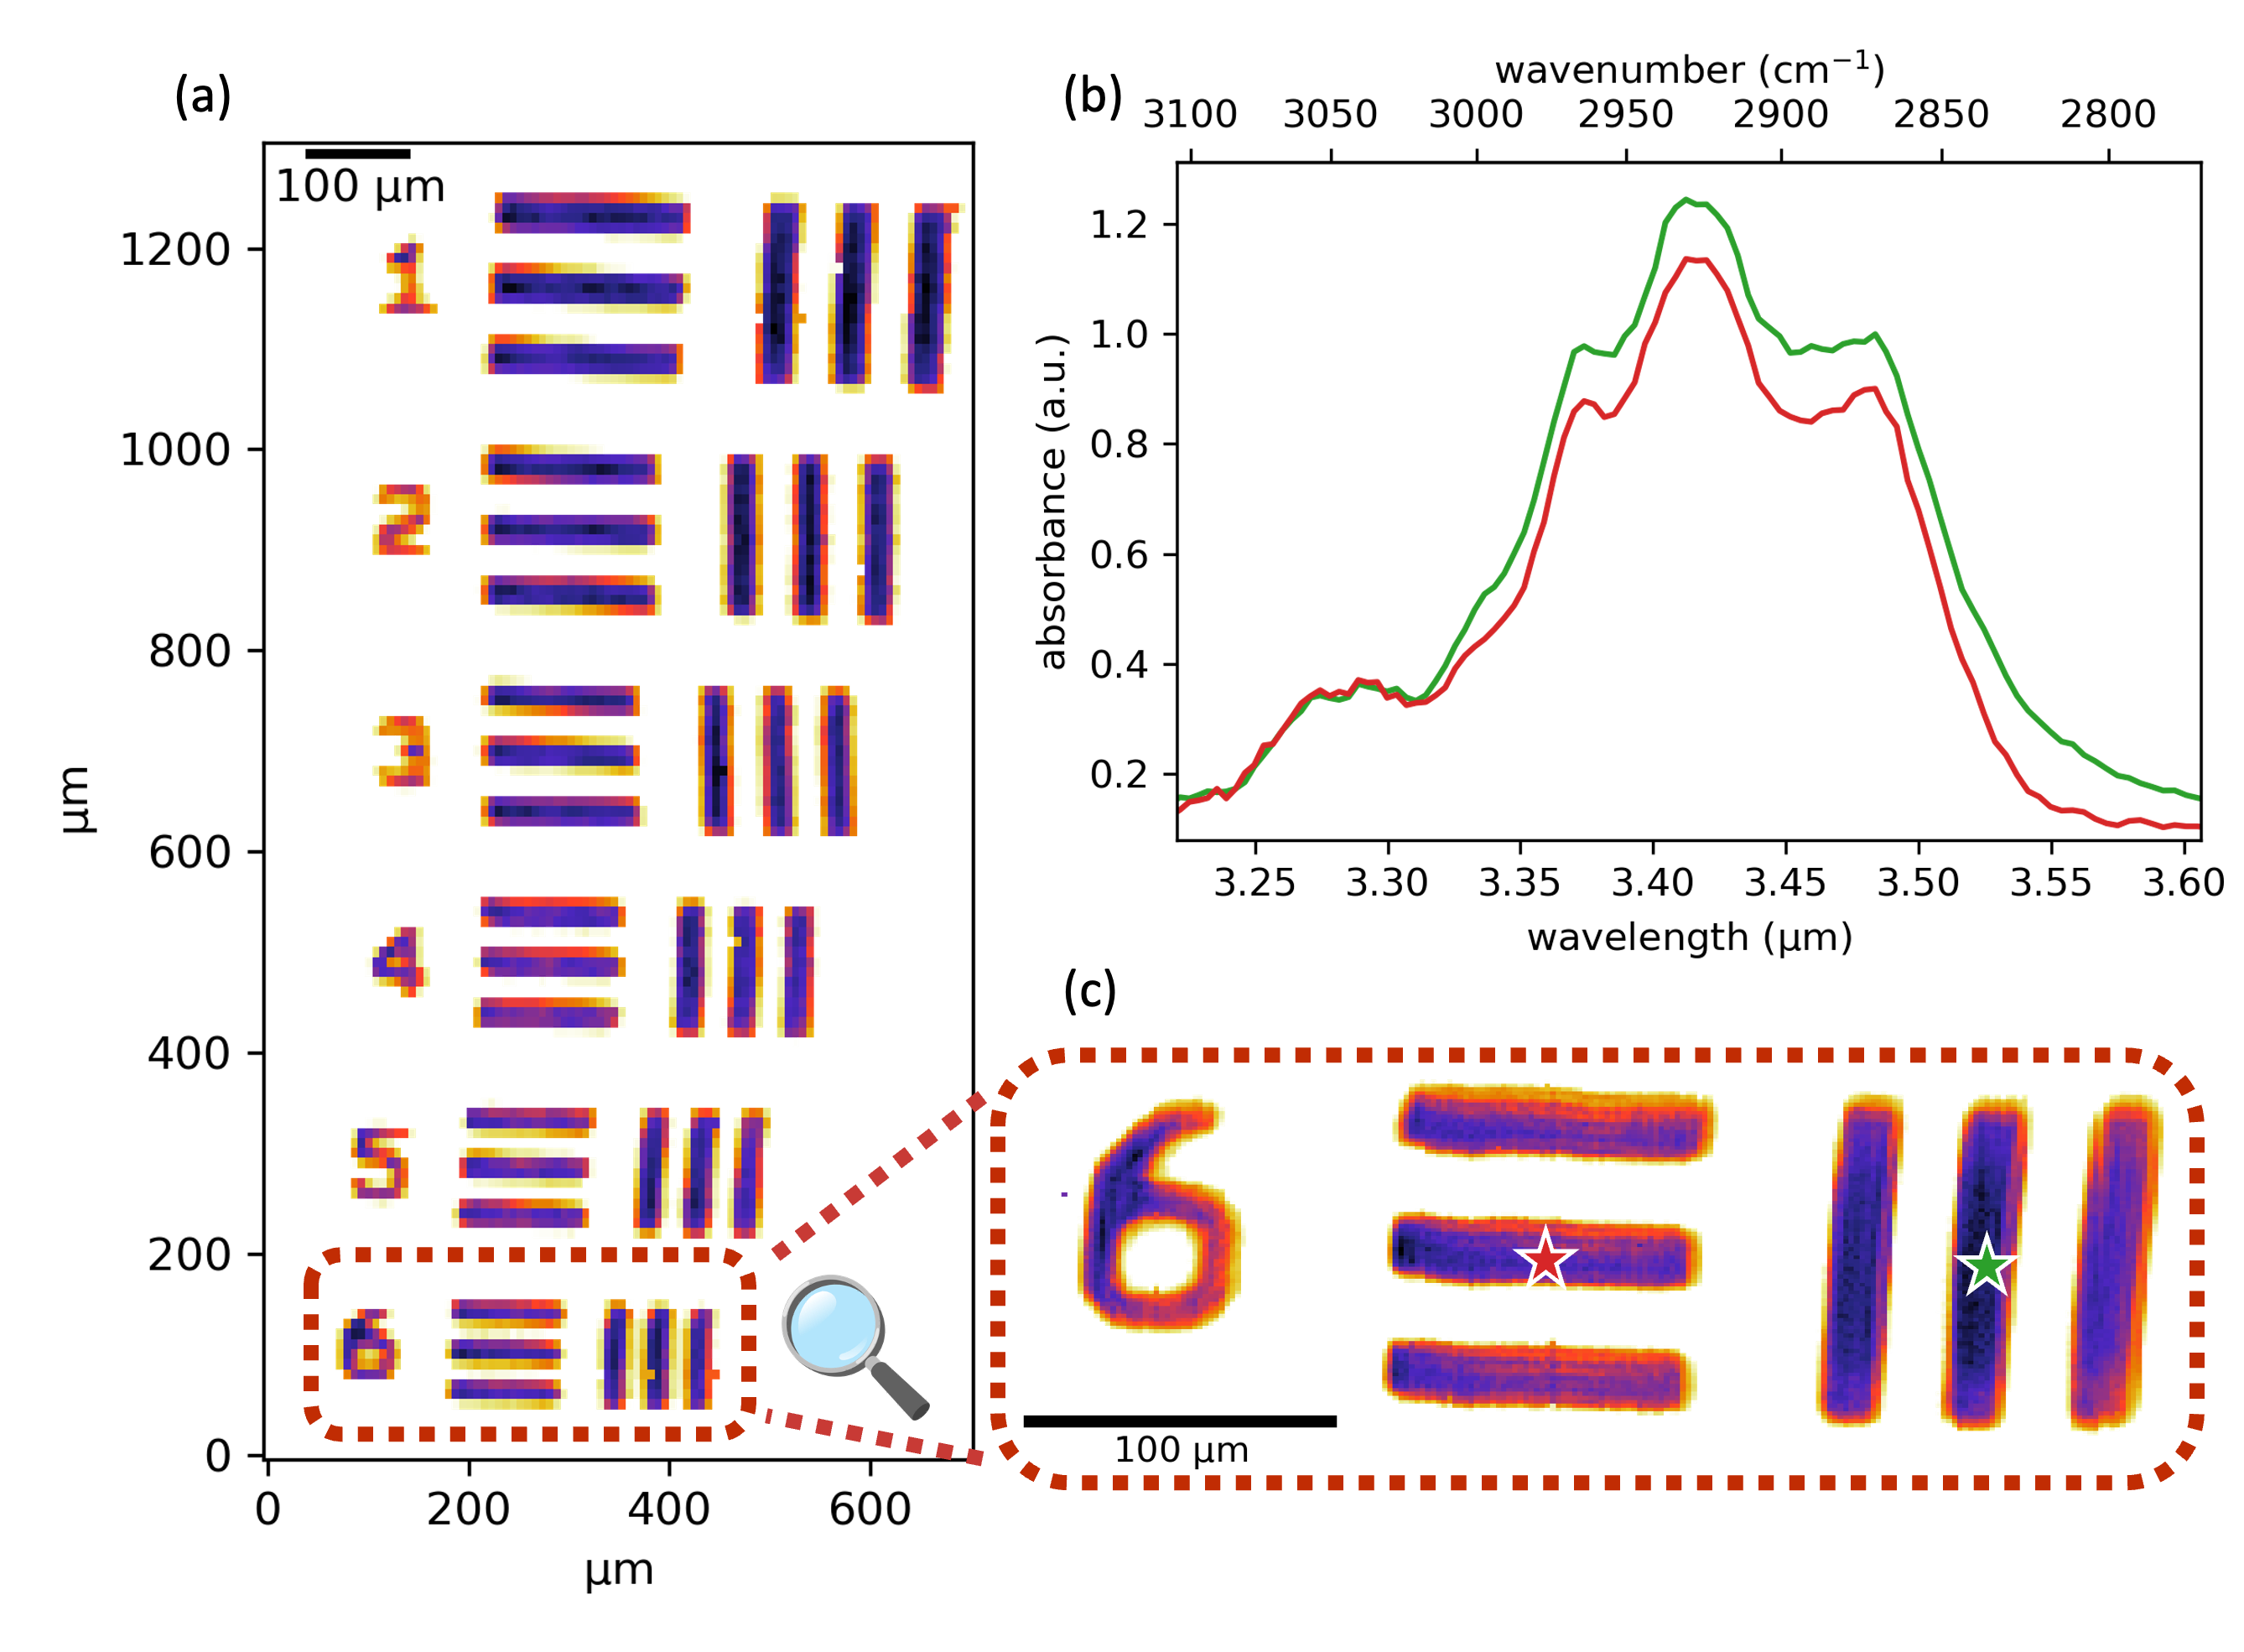 (a)
100 µm
1200
1000
800
600
400
200
0
µm
0 200 400 600
µm
1
2
3
4
5
6
(b)
wavenumber (cm⁻¹)
3100 3050 3000 2950 2900 2850 2800
absorbance (a.u.)
1.2
1.0
0.8
0.6
0.4
0.2
3.25 3.30 3.35 3.40 3.45 3.50 3.55 3.60
wavelength (µm)
(c)
6
100 µm